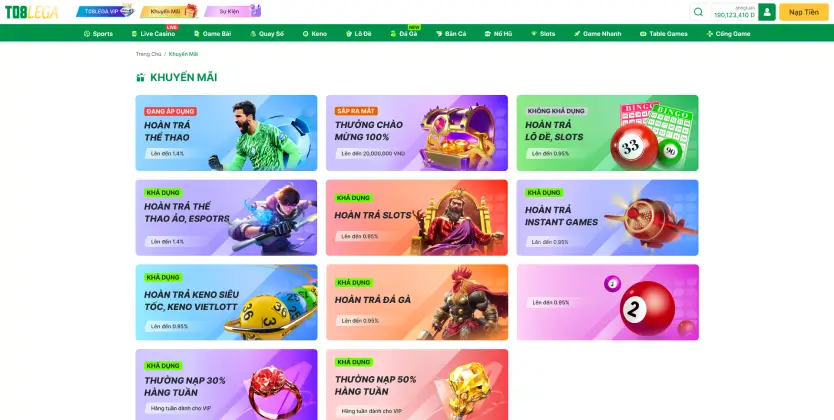 TD8LEGA
TD8LEGA VIP
Khuyến Mãi
Sự Kiện
190,123,410 D
Nạp Tiền
Sports
Live Casino
LIVE
Game Bài
Quay Số
Keno
Lô Đề
Đá Gà
NEW
Bắn Cá
Nổ Hũ
Slots
Game Nhanh
Table Games
Cổng Game
Trang Chủ / Khuyến Mãi
KHUYẾN MÃI
ĐANG ÁP DỤNG
HOÀN TRẢ
THỂ THAO
Lên đến 1.4%
SẮP RA MẮT
THƯỞNG CHÀO
MỪNG 100%
Lên đến 20,000,000 VND
KHÔNG KHẢ DỤNG
HOÀN TRẢ
LÔ ĐỀ, SLOTS
Lên đến 0.95%
BINGO
BINGO
33
90
KHẢ DỤNG
HOÀN TRẢ THỂ
THAO ẢO, ESPOTRS
Lên đến 1.4%
KHẢ DỤNG
HOÀN TRẢ SLOTS
Lên đến 0.95%
KHẢ DỤNG
HOÀN TRẢ
INSTANT GAMES
Lên đến 0.95%
KHẢ DỤNG
HOÀN TRẢ KENO SIÊU
TỐC, KENO VIETLOTT
Lên đến 0.95%
KHẢ DỤNG
HOÀN TRẢ ĐÁ GÀ
Lên đến 0.95%
Lên đến 0.95%
2
KHẢ DỤNG
THƯỞNG NẠP 30%
HÀNG TUẦN
Hàng tuần dành cho VIP
KHẢ DỤNG
THƯỞNG NẠP 50%
HÀNG TUẦN
Hàng tuần dành cho VIP